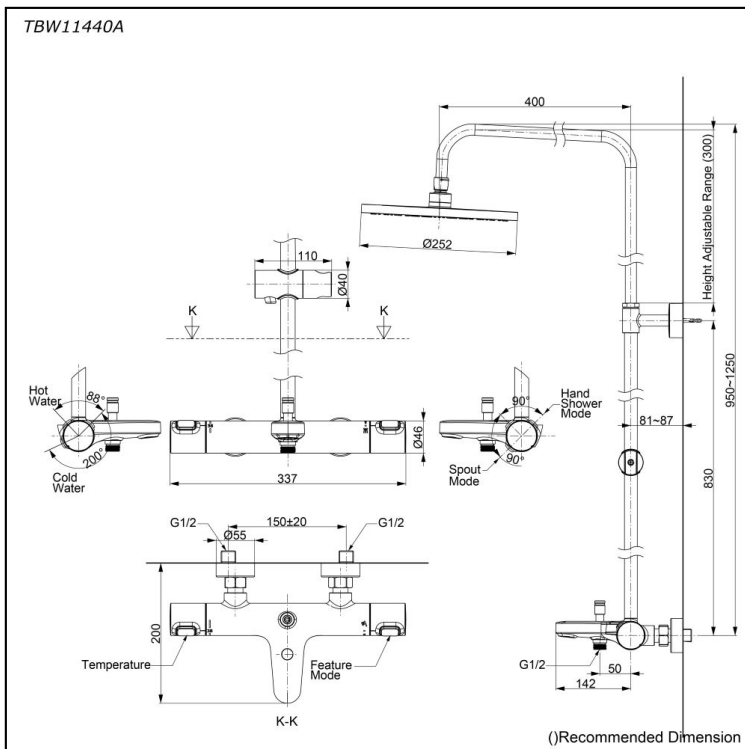 TBW11440A
400
Height Adjustable Range (300)
950~1250
Ø252
110
Ø40
K
K
Hot
Water
88°
200°
Cold
Water
Ø46
337
90°
Hand
Shower
Mode
90°
Spout
Mode
81~87
830
G1/2
150±20
G1/2
Ø55
200
Temperature
Feature
Mode
K-K
G1/2
50
142
()Recommended Dimension